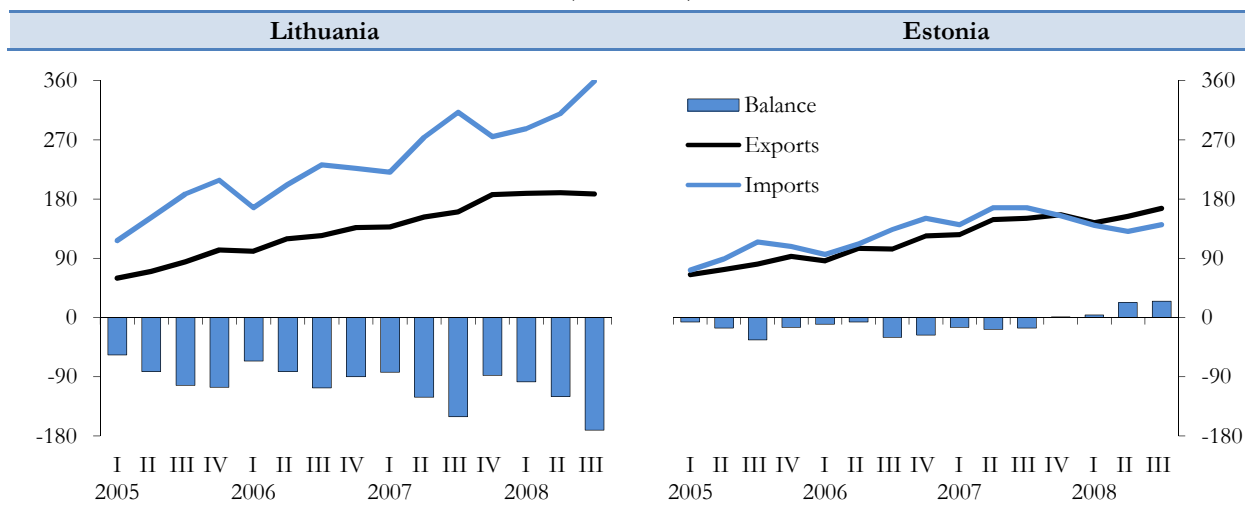 Lithuania Estonia
360 360
270 Balance 270
Exports
180 Imports 180
90 90
0 0
-90 -90
-180 -180
I II III IV I II III IV I II III IV I II III I II III IV I II III IV I II III IV I II III
2005 2006 2007 2008 2005 2006 2007 2008